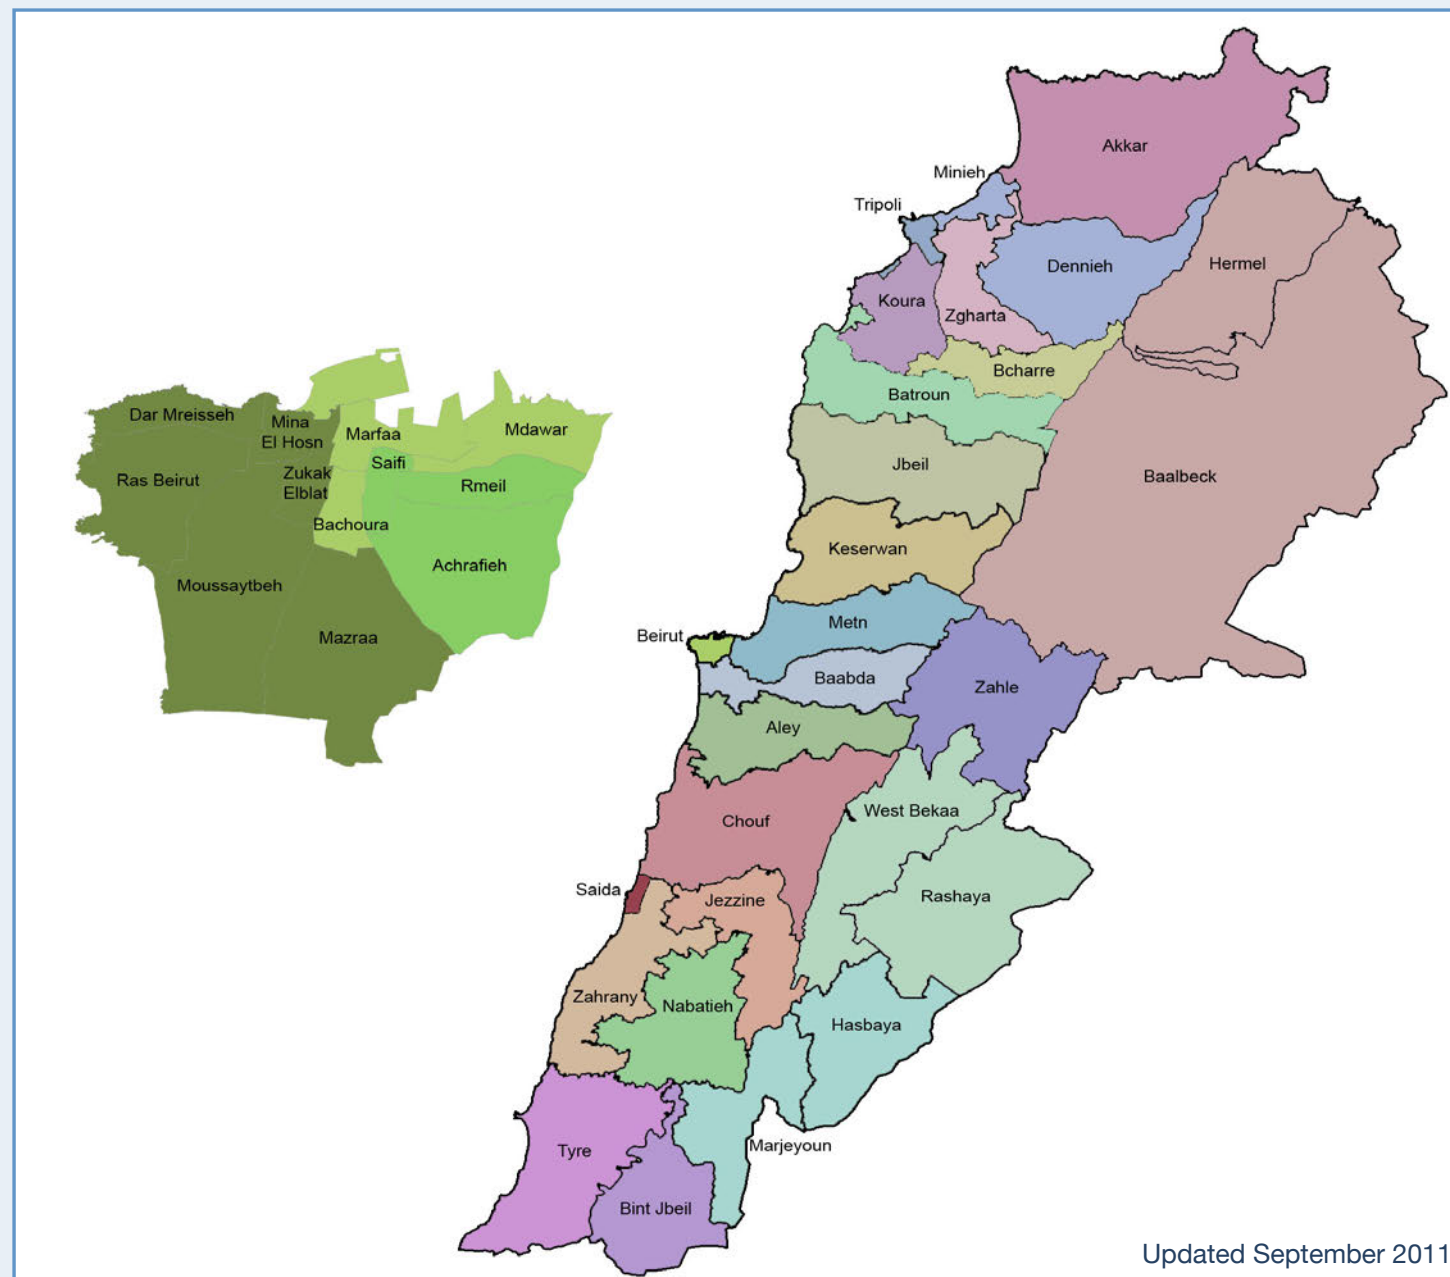 Akkar
Minieh
Tripoli
Dennieh
Hermel
Koura
Zgharta
Bcharre
Batroun
Jbeil
Baalbeck
Keserwan
Metn
Beirut
Baabda
Zahle
Aley
West Bekaa
Chouf
Saida
Jezzine
Rashaya
Zahrany
Nabatieh
Hasbaya
Marjeyoun
Tyre
Bint Jbeil
Dar Mreisseh
Mina
El Hosn
Marfaa
Mdawar
Saifi
Ras Beirut
Zukak
Elblat
Rmeil
Bachoura
Achrafieh
Moussaytbeh
Mazraa
Updated September 2011